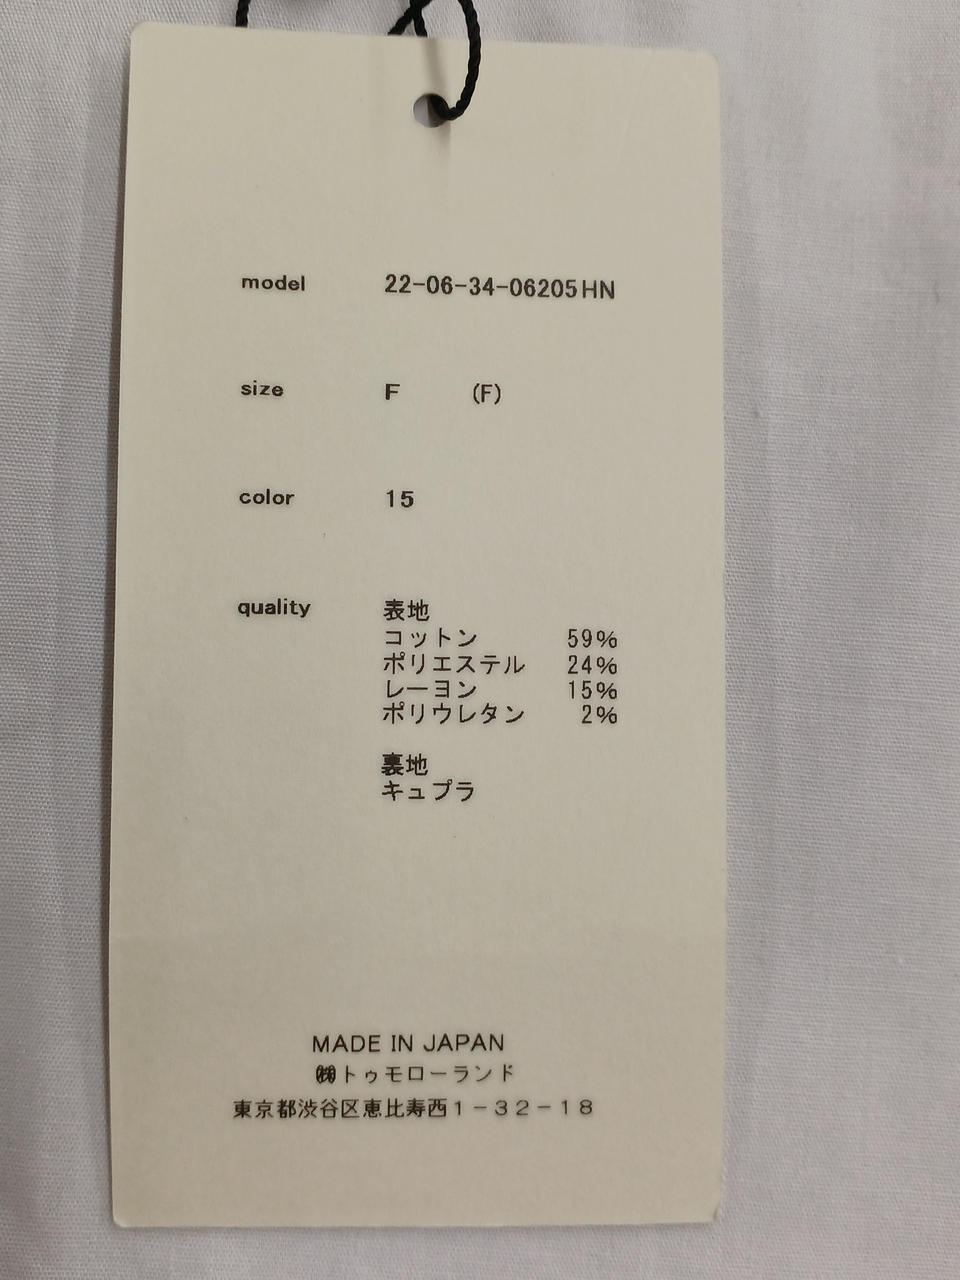 model 22-06-34-06205HN
size F (F)
color 15
quality 表地
コットン 59%
ポリエステル 24%
レーヨン 15%
ポリウレタン 2%
裏地
キュプラ
MADE IN JAPAN
㈱トゥモローランド
東京都渋谷区恵比寿西1-32-18